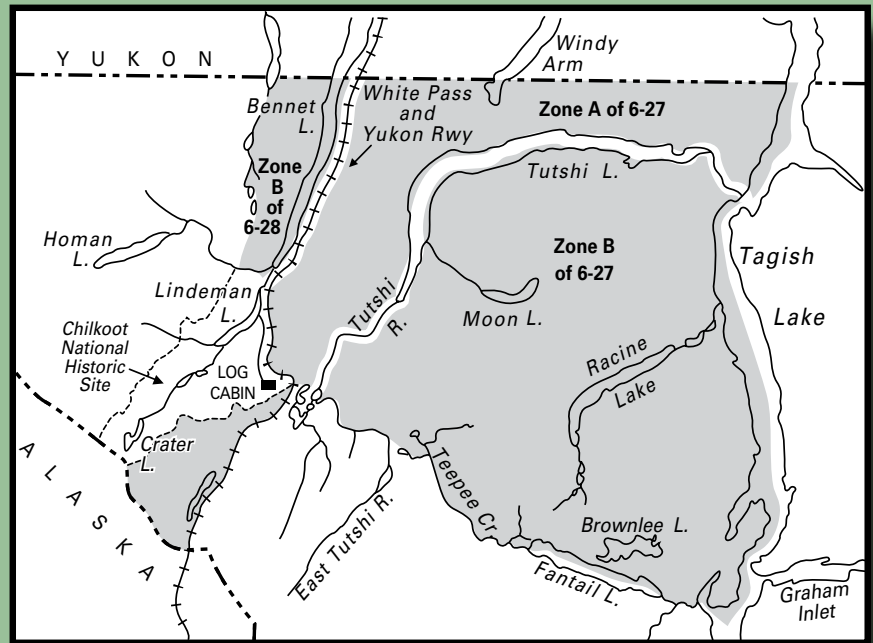 YUKON
Windy
Arm
Bennet
L.
White Pass
and
Yukon Rwy
Zone A of 6-27
Zone
B
of
6-28
Tutshi L.
Homan
L.
Zone B
of 6-27
Tagish
Lake
Lindeman
L.
Tutshi
R.
Moon L.
Chilkoot
National
Historic
Site
Racine
Lake
LOG
CABIN
Crater
L.
ALASKA
Teepee Cr
East Tutshi R.
Brownlee L.
Fantail L.
Graham
Inlet